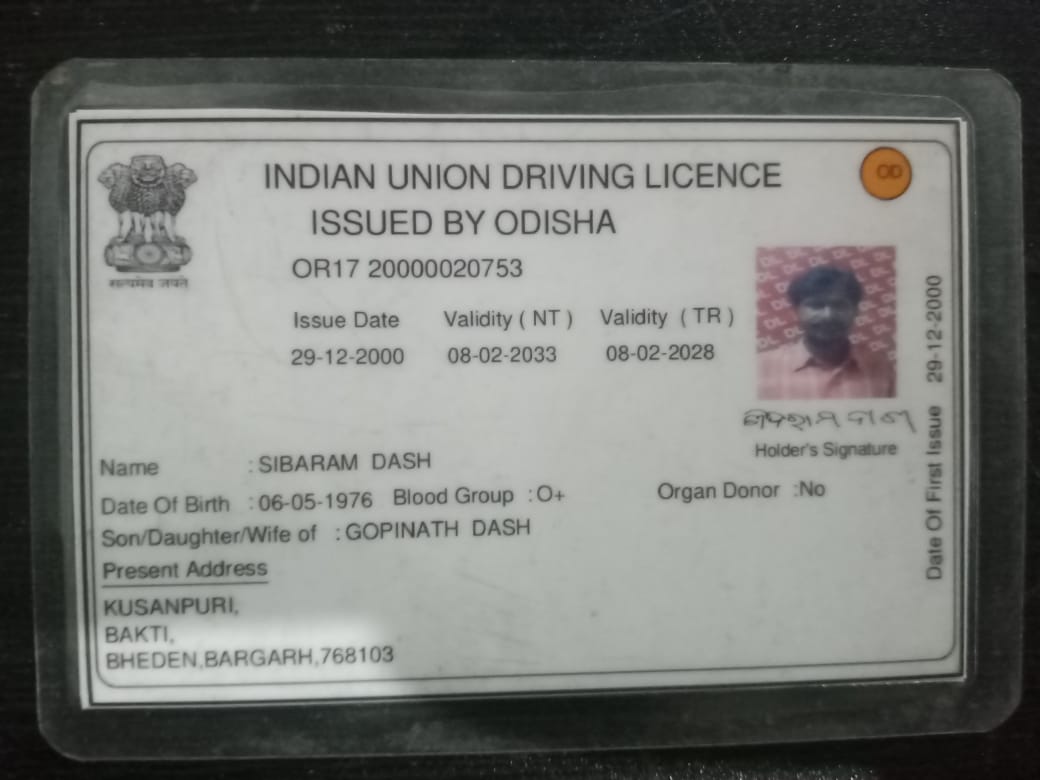 INDIAN UNION DRIVING LICENCE
ISSUED BY ODISHA
OD
OR17 20000020753
Issue Date Validity ( NT ) Validity ( TR )
29-12-2000 08-02-2033 08-02-2028
सत्यमेव जयते
Holder's Signature
Date Of First Issue 29-12-2000
Name : SIBARAM DASH
Date Of Birth : 06-05-1976 Blood Group : O+ Organ Donor : No
Son/Daughter/Wife of : GOPINATH DASH
Present Address
KUSANPURI,
BAKTI,
BHEDEN,BARGARH,768103